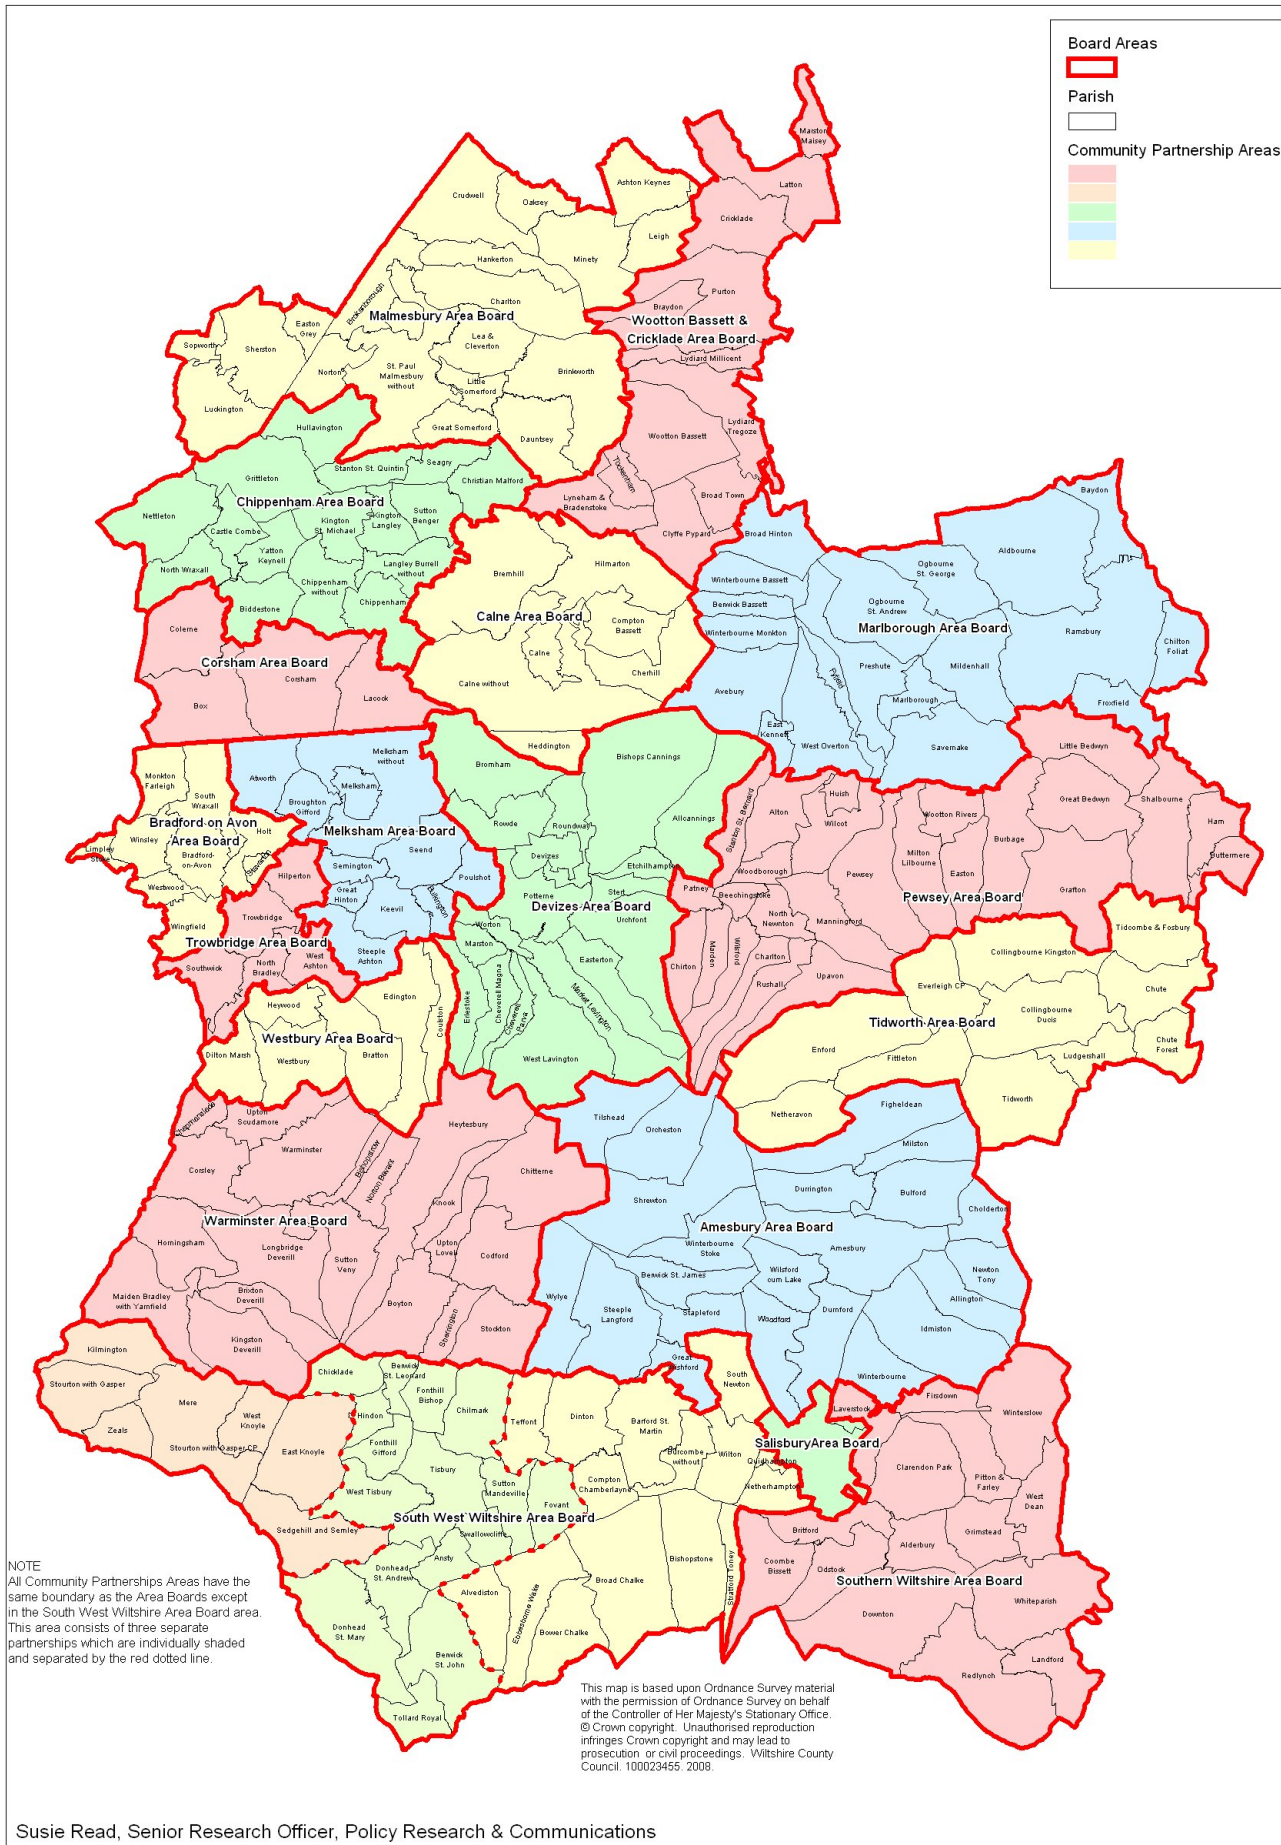 Board Areas
Parish
Community Partnership Areas
Marston
Maisey
Latton
Cricklade
Ashton Keynes
Oaksey
Crudwell
Leigh
Minety
Hankerton
Purton
Braydon
Wootton Bassett &
Cricklade Area Board
Lydiard Millicent
Brokenborough
Charlton
Malmesbury Area Board
Lea &
Cleverton
Easton
Grey
Sopworth
Sherston
Norton
St. Paul
Malmesbury
without
Little
Somerford
Brinkworth
Luckington
Great Somerford
Dauntsey
Hullavington
Wootton Bassett
Lydiard
Tregoze
Tockenham
Broad Town
Lyneham &
Bradenstoke
Clyffe Pypard
Stanton St. Quintin
Seagry
Grittleton
Christian Malford
Chippenham Area Board
Nettleton
Castle Combe
Kington
St. Michael
Kington
Langley
Sutton
Benger
Yatton
Keynell
North Wraxall
Chippenham
without
Langley Burrell
without
Biddestone
Chippenham
Baydon
Broad Hinton
Aldbourne
Ogbourne
St. George
Winterbourne Bassett
Berwick Bassett
Ogbourne
St. Andrew
Marlborough Area Board
Ramsbury
Chilton
Foliat
Winterbourne Monkton
Fyfield
Preshute
Mildenhall
Marlborough
Froxfield
Avebury
East
Kennett
West Overton
Savernake
Bremhill
Hilmarton
Calne Area Board
Compton
Bassett
Calne
Cherhill
Calne without
Heddington
Colerne
Corsham Area Board
Corsham
Box
Lacock
Monkton
Farleigh
South
Wraxall
Bradford on Avon
Area Board
Holt
Limpley
Stoke
Winsley
Bradford-
on-Avon
Staverton
Westwood
Wingfield
Melksham
without
Atworth
Melksham
Broughton
Gifford
Melksham Area Board
Seend
Semington
Poulshot
Great
Hinton
Keevil
Bulkington
Steeple
Ashton
Hilperton
Trowbridge
Trowbridge Area Board
Southwick
North
Bradley
West
Ashton
Bromham
Bishops Cannings
Rowde
Roundway
Allcannings
Devizes
Etchilhampton
Potterne
Stert
Devizes Area Board
Urchfont
Worton
Marston
Easterton
Erlestoke
Cheverell Magna
Cheverell
Parva
Market Lavington
West Lavington
Little Bedwyn
Stanton St. Bernard
Alton
Huish
Wilcot
Wootton Rivers
Great Bedwyn
Shalbourne
Burbage
Ham
Buttermere
Milton
Lilbourne
Woodborough
Pewsey
Easton
Grafton
Patney
Beechingstoke
Pewsey Area Board
North
Newnton
Manningford
Chirton
Marden
Wilsford
Charlton
Rushall
Upavon
Tidcombe & Fosbury
Collingbourne Kingston
Everleigh CP
Chute
Collingbourne
Ducis
Tidworth Area Board
Chute
Forest
Enford
Fittleton
Ludgershall
Tidworth
Netheravon
Heywood
Edington
Coulston
Westbury Area Board
Dilton Marsh
Westbury
Bratton
Chapmanslade
Upton
Scudamore
Heytesbury
Warminster
Bishopstrow
Norton Bavant
Corsley
Chitterne
Knook
Warminster Area Board
Horningsham
Longbridge
Deverill
Sutton
Veny
Upton
Lovell
Codford
Maiden Bradley
with Yarnfield
Brixton
Deverill
Boyton
Sherrington
Stockton
Kingston
Deverill
Tilshead
Orcheston
Figheldean
Milston
Durrington
Bulford
Shrewton
Cholderton
Amesbury Area Board
Winterbourne
Stoke
Amesbury
Berwick St. James
Wilsford
cum Lake
Newton
Tony
Allington
Wylye
Steeple
Langford
Stapleford
Woodford
Durnford
Idmiston
Great
Wishford
Winterbourne
Kilmington
Stourton with Gasper
Mere
West
Knoyle
Zeals
Stourton with Gasper CP
East Knoyle
Sedgehill and Semley
Chicklade
Berwick
St. Leonard
Fonthill
Bishop
Hindon
Chilmark
Fonthill
Gifford
Tisbury
West Tisbury
Sutton
Mandeville
Fovant
South West Wiltshire Area Board
Swallowcliffe
Ansty
Donhead
St. Andrew
Donhead
St. Mary
Berwick
St. John
Tollard Royal
South
Newton
Teffont
Dinton
Barford St.
Martin
Burcombe
without
Wilton
Quidhampton
Compton
Chamberlayne
Netherhampton
Bishopstone
Stratford Toney
Broad Chalke
Alvediston
Ebbesborne Wake
Bower Chalke
Salisbury Area Board
Laverstock
Firsdown
Winterslow
Clarendon Park
Pitton &
Farley
West
Dean
Grimstead
Britford
Alderbury
Coombe
Bissett
Odstock
Southern Wiltshire Area Board
Whiteparish
Downton
Landford
Redlynch
NOTE
All Community Partnerships Areas have the
same boundary as the Area Boards except
in the South West Wiltshire Area Board area.
This area consists of three separate
partnerships which are individually shaded
and separated by the red dotted line.
This map is based upon Ordnance Survey material
with the permission of Ordnance Survey on behalf
of the Controller of Her Majesty's Stationary Office.
© Crown copyright. Unauthorised reproduction
infringes Crown copyright and may lead to
prosecution or civil proceedings. Wiltshire County
Council. 100023455. 2008.
Susie Read, Senior Research Officer, Policy Research & Communications